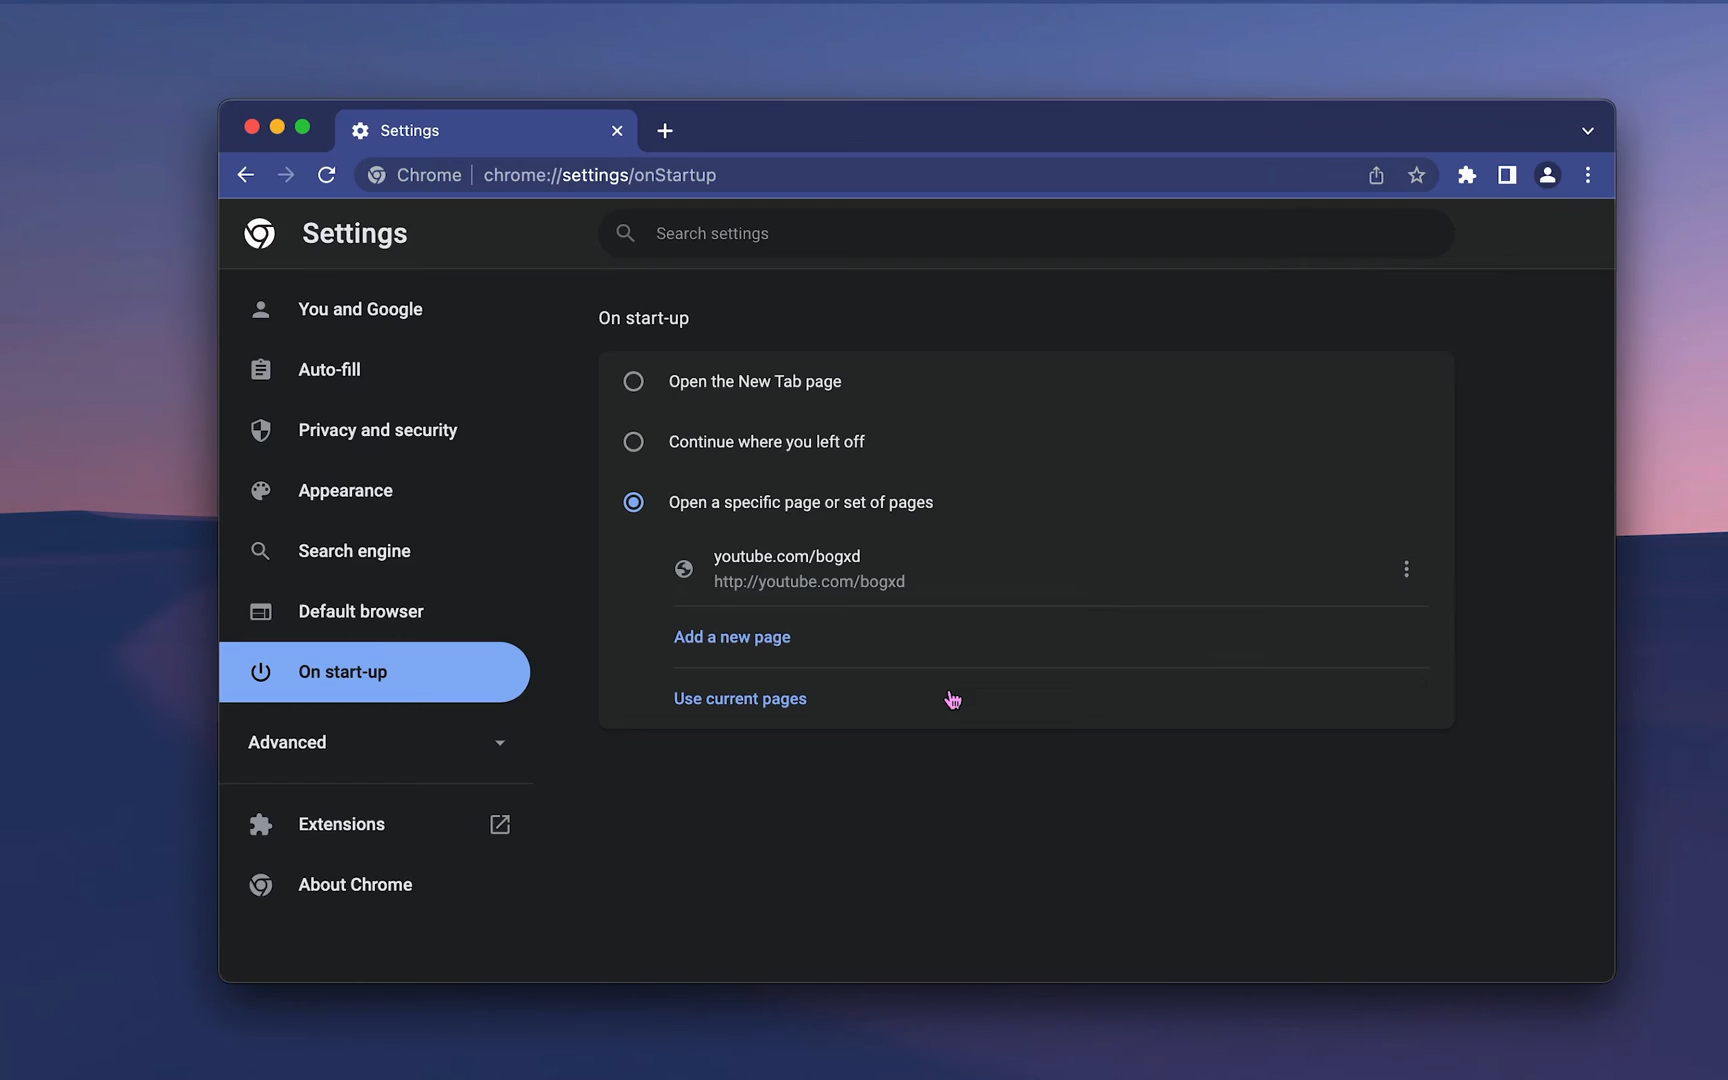 Settings
Chrome
chrome://settings/onStartup
Settings
Search settings
You and Google
Auto-fill
Privacy and security
Appearance
Search engine
Default browser
On start-up
Advanced
Extensions
About Chrome
On start-up
Open the New Tab page
Continue where you left off
Open a specific page or set of pages
youtube.com/bogxd
http://youtube.com/bogxd
Add a new page
Use current pages